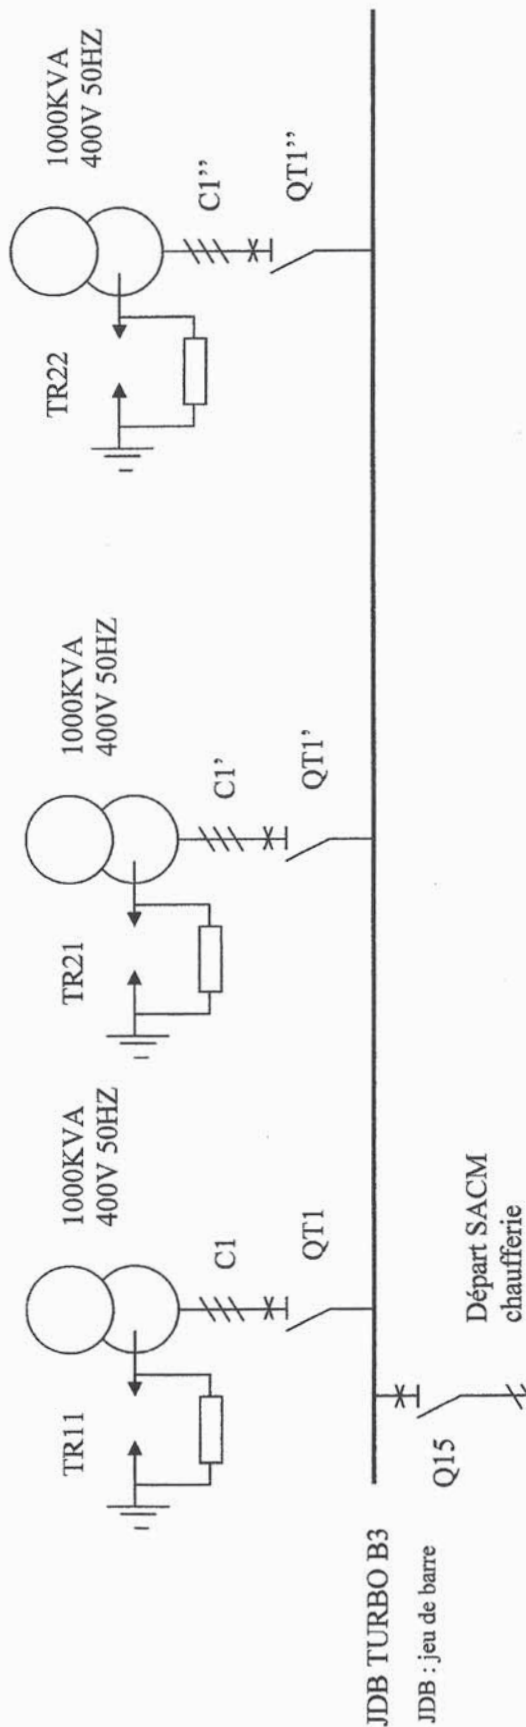 1000KVA
400V 50HZ
TR11
C1
QT1
1000KVA
400V 50HZ
TR21
C1'
QT1'
1000KVA
400V 50HZ
TR22
C1''
QT1''
JDB TURBO B3
JDB : jeu de barre
Q15
Départ SACM
chaufferie